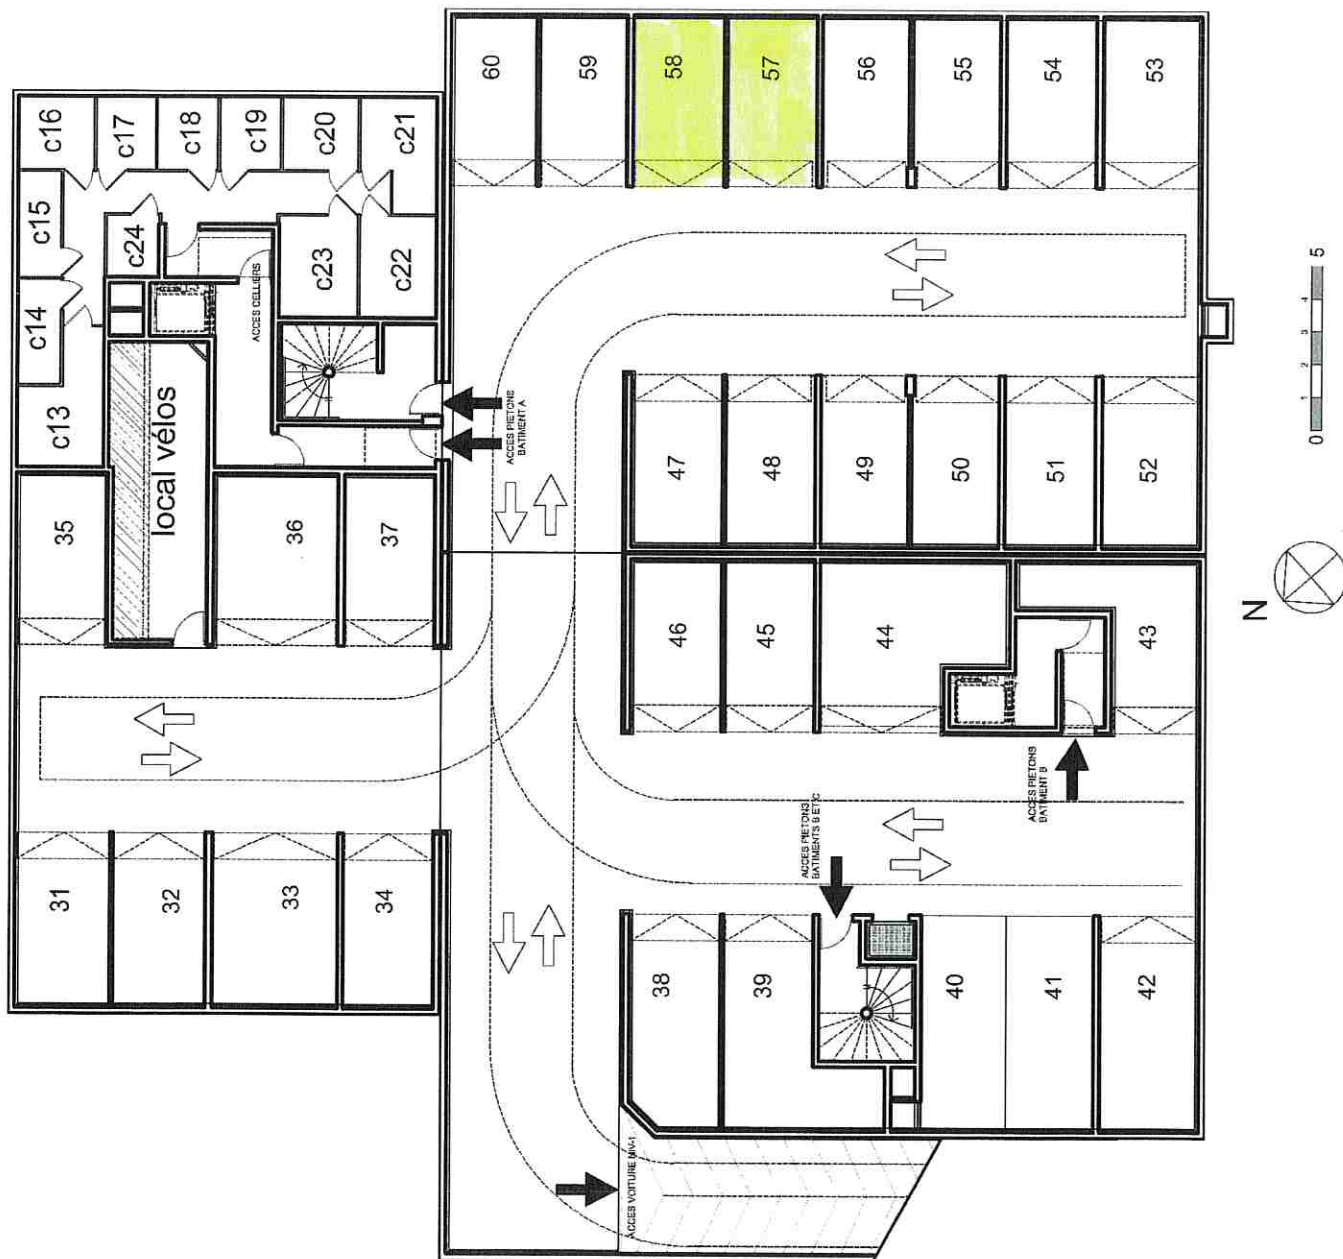 60
59
58
57
56
55
54
53
c16
c17
c18
c19
c20
c21
c15
c24
c23
c22
c14
c13
ACCES CELLIERS
local vélos
ACCES PIETONS
BATIMENT A
35
36
37
47
48
49
50
51
52
46
45
44
43
31
32
33
34
ACCES PIETONS
BATIMENTS B ET C
ACCES PIETONS
BATIMENT B
38
39
40
41
42
ACCES VOITURE NIV-1
0 1 2 3 4 5
N